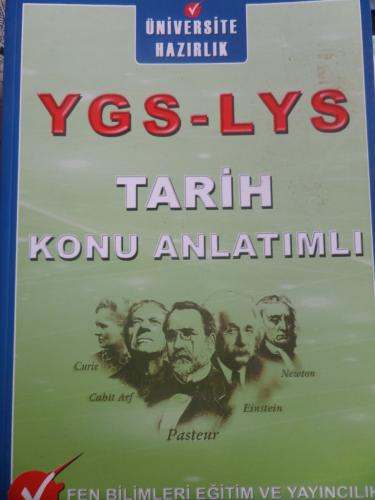 ÜNİVERSİTE
HAZIRLIK
YGS-LYS
TARİH
KONU ANLATIMLI
Curie
Newton
Cahit Arf
Einstein
Pasteur
FEN BİLİMLERİ EĞİTİM VE YAYINCILIK